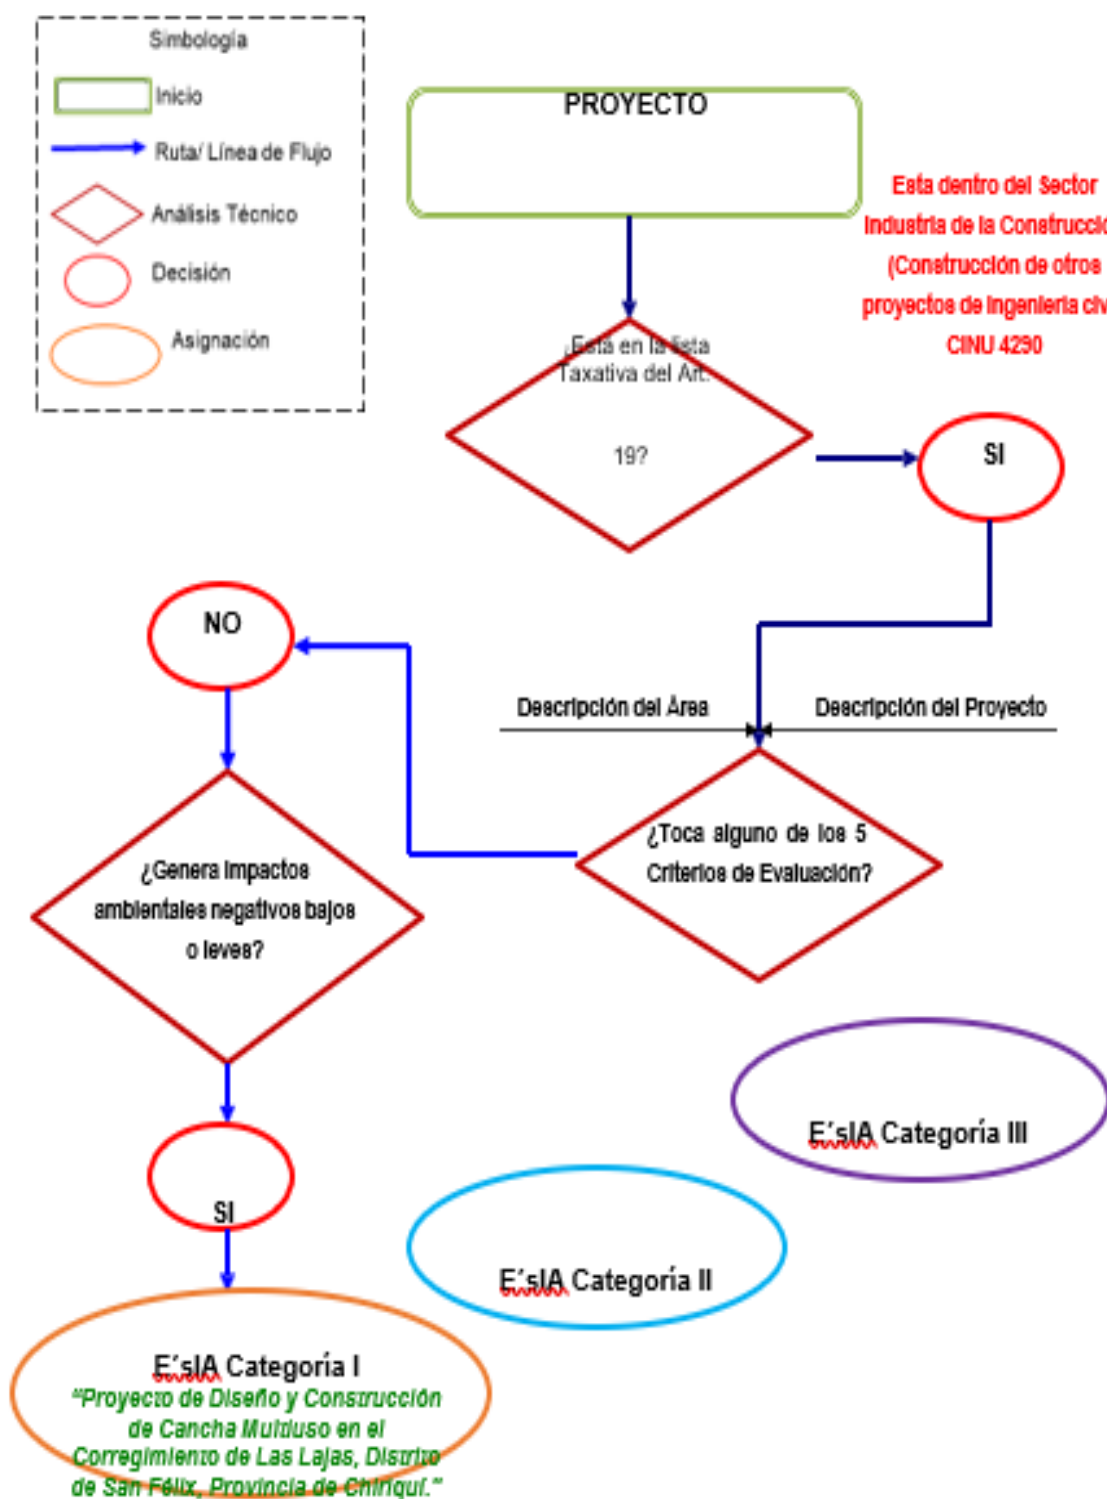 Simbología
Inicio
Ruta/ Línea de Flujo
Análisis Técnico
Decisión
Asignación
PROYECTO
Esta dentro del Sector
Industria de la Construcció
(Construcción de otros
proyectos de Ingeniería civ
CINU 4290
¿Esta en la lista
Taxativa del Art.
19?
SI
NO
Descripción del Área
Descripción del Proyecto
¿Toca alguno de los 5
Criterios de Evaluación?
¿Genera Impactos
ambientales negativos bajos
o leves?
SI
E´sIA Categoría III
E´sIA Categoría II
E´sIA Categoría I
“Proyecto de Diseño y Construcción
de Cancha Multiuso en el
Corregimiento de Las Lajas, Distrito
de San Félix, Provincia de Chiriquí.”